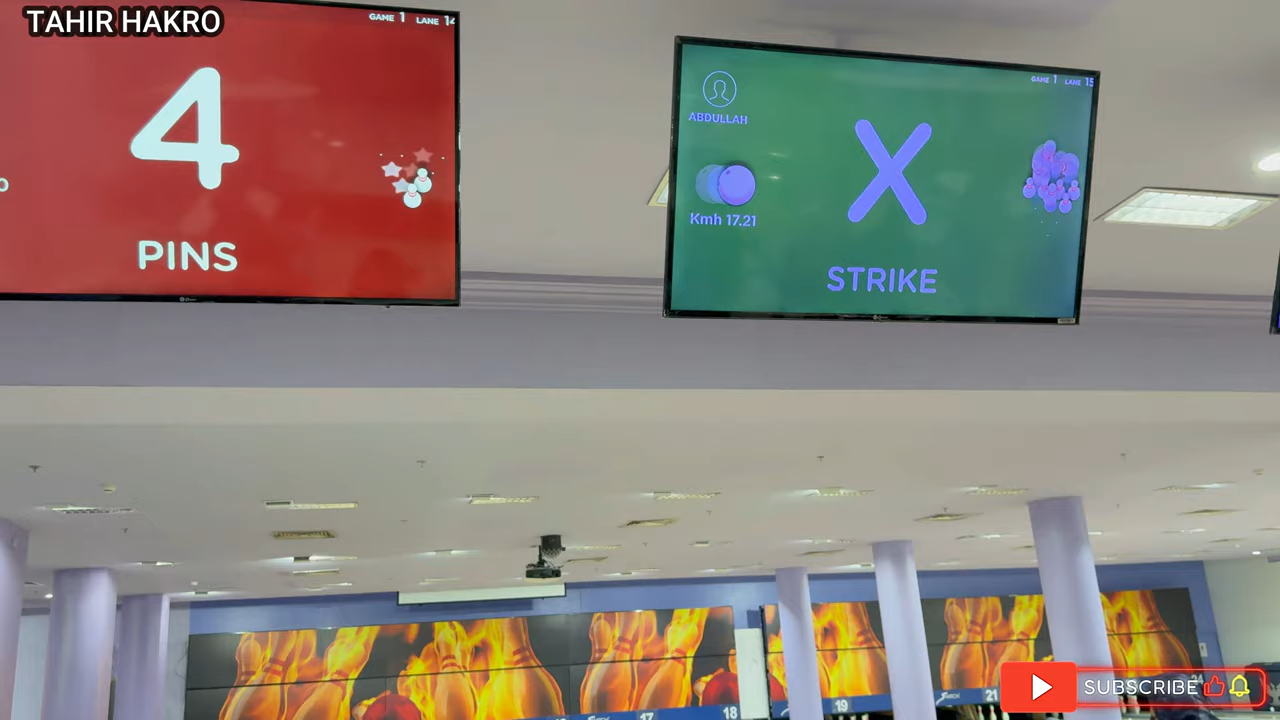 TAHIR HAKRO
GAME 1 LANE 14
4
PINS
GAME 1 LANE 15
ABDULLAH
X
Kmh 17.21
STRIKE
17
18
19
21
SUBSCRIBE